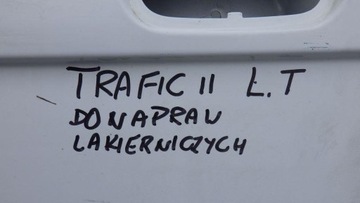 TRAFIC II Ł.T
DO NAPRAW
LAKIERNICZYCH